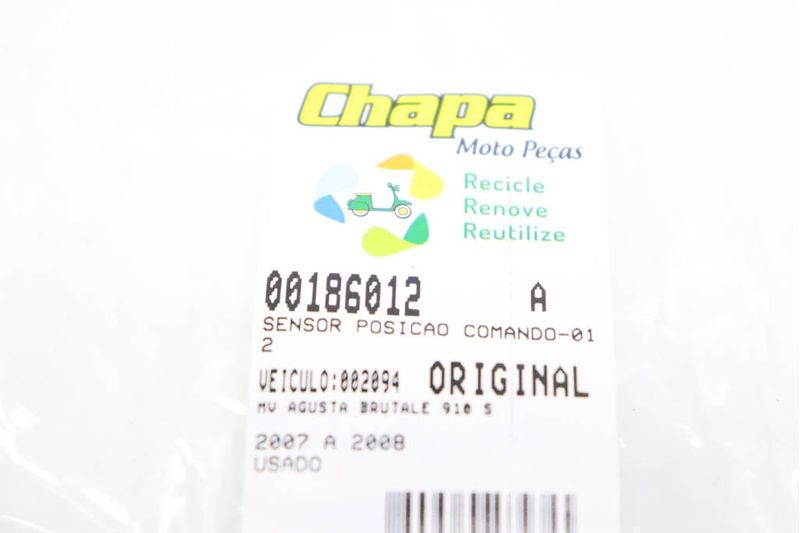 Chapa
Moto Peças
Recicle
Renove
Reutilize
00186012 A
SENSOR POSICAO COMANDO-01
2
VEICULO:002094 ORIGINAL
MV AGUSTA BRUTALE 910 S
2007 A 2008
USADO